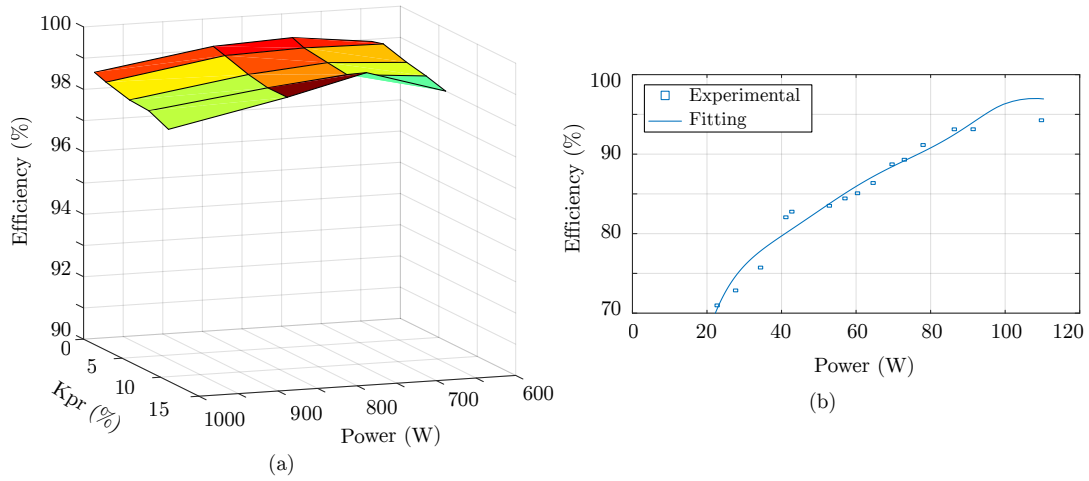 100
98
96
94
92
90
Efficiency (%)
0
5
10
15
Kpr (%)
1000
900
800
700
600
Power (W)
(a)
100
90
80
70
Efficiency (%)
Experimental
Fitting
0
20
40
60
80
100
120
Power (W)
(b)